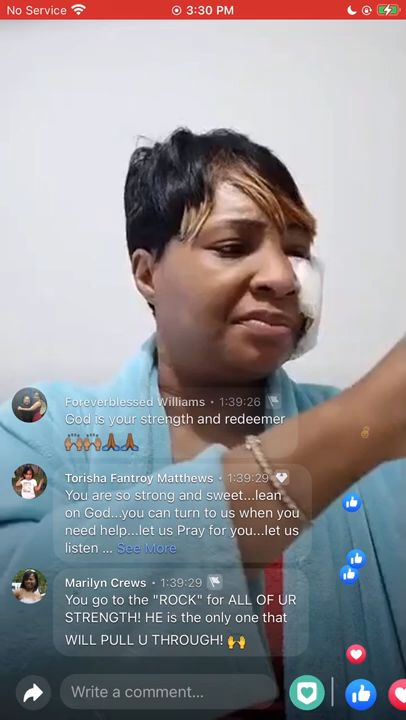 No Service 3:30 PM
Foreverblessed Williams • 1:39:26
God is your strength and redeemer
🙌🏾🙌🏾🙏🏾🙏🏾
Torisha Fantroy Matthews • 1:39:29
You are so strong and sweet...lean
on God...you can turn to us when you
need help...let us Pray for you...let us
listen ... See More
Marilyn Crews • 1:39:29
You go to the "ROCK" for ALL OF UR
STRENGTH! HE is the only one that
WILL PULL U THROUGH! 🙌
Write a comment...